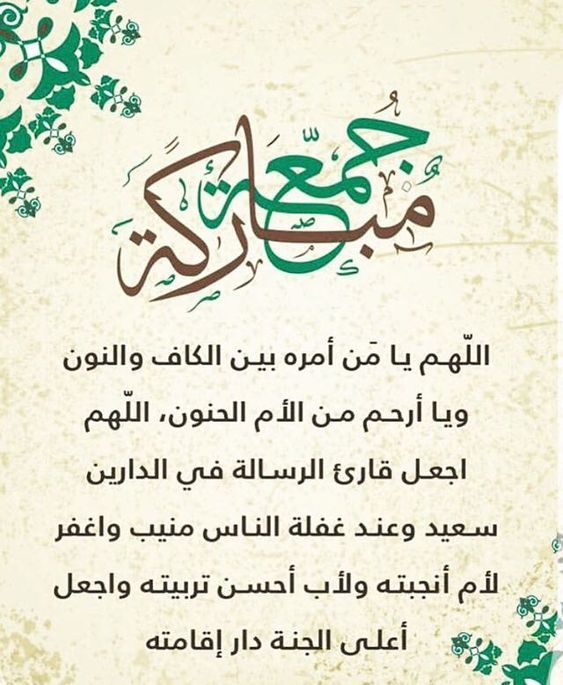 جمعة
مباركة
اللّهم يا مَن أمره بين الكاف والنون
ويا أرحم من الأم الحنون، اللّهم
اجعل قارئ الرسالة في الدارين
سعيد وعند غفلة الناس منيب واغفر
لأم أنجبته ولأب أحسن تربيته واجعل
أعلى الجنة دار إقامته